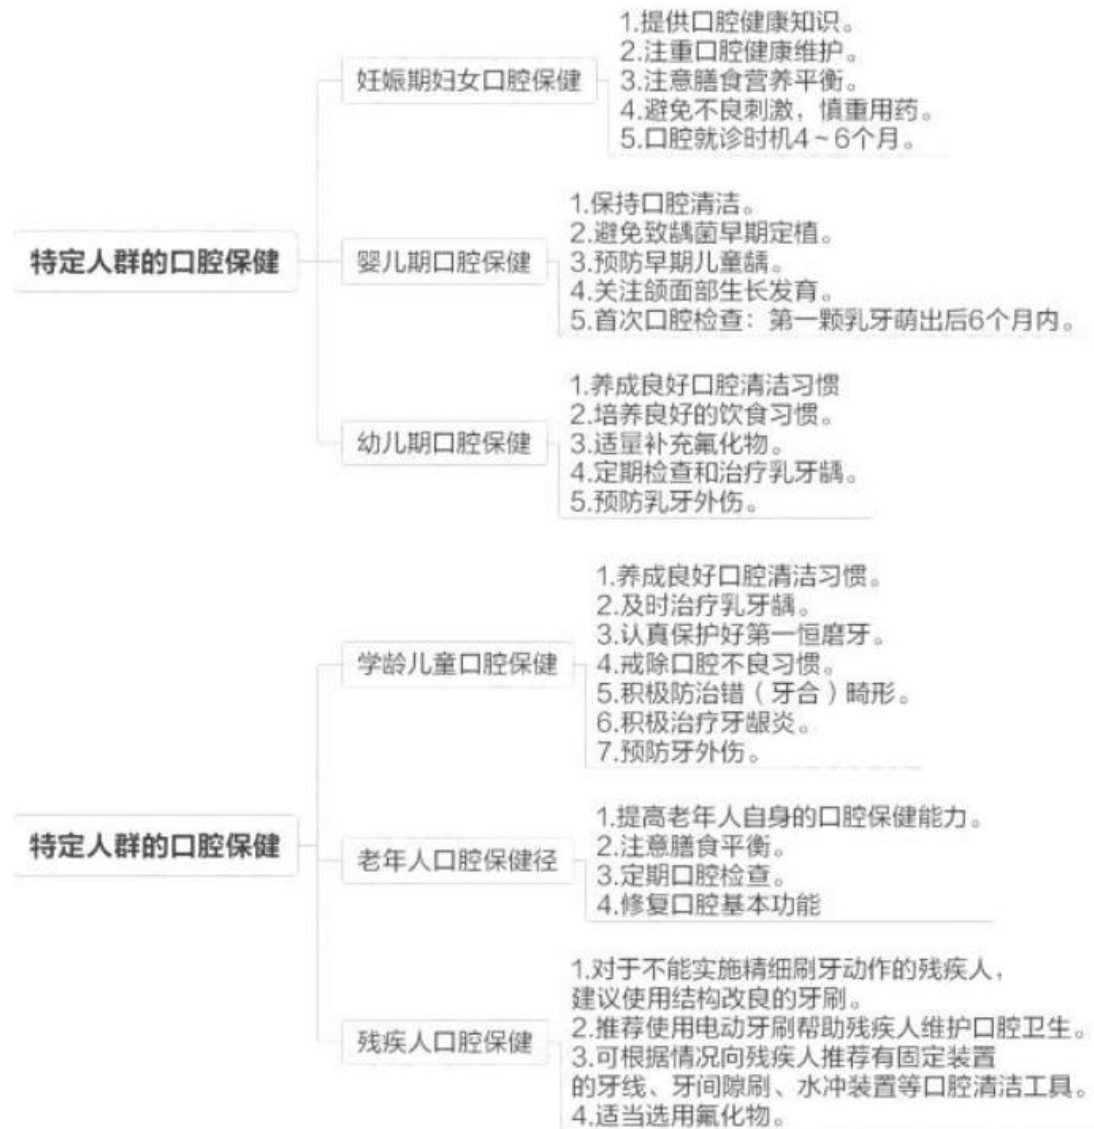 特定人群的口腔保健
妊娠期妇女口腔保健
1.提供口腔健康知识。
2.注重口腔健康维护。
3.注意膳食营养平衡。
4.避免不良刺激，慎重用药。
5.口腔就诊时机4~6个月。
婴儿期口腔保健
1.保持口腔清洁。
2.避免致龋菌早期定植。
3.预防早期儿童龋。
4.关注颌面部生长发育。
5.首次口腔检查：第一颗乳牙萌出后6个月内。
幼儿期口腔保健
1.养成良好口腔清洁习惯
2.培养良好的饮食习惯。
3.适量补充氟化物。
4.定期检查和治疗乳牙龋。
5.预防乳牙外伤。
特定人群的口腔保健
学龄儿童口腔保健
1.养成良好口腔清洁习惯。
2.及时治疗乳牙龋。
3.认真保护好第一恒磨牙。
4.戒除口腔不良习惯。
5.积极防治错（牙合）畸形。
6.积极治疗牙龈炎。
7.预防牙外伤。
老年人口腔保健径
1.提高老年人自身的口腔保健能力。
2.注意膳食平衡。
3.定期口腔检查。
4.修复口腔基本功能
残疾人口腔保健
1.对于不能实施精细刷牙动作的残疾人，
建议使用结构改良的牙刷。
2.推荐使用电动牙刷帮助残疾人维护口腔卫生。
3.可根据情况向残疾人推荐有固定装置
的牙线、牙间隙刷、水冲装置等口腔清洁工具。
4.适当选用氟化物。